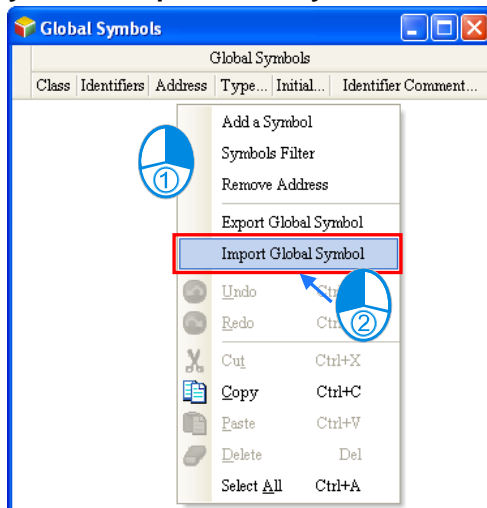 Global Symbols
Global Symbols
Class Identifiers Address Type... Initial... Identifier Comment...
Add a Symbol
Symbols Filter
Remove Address
Export Global Symbol
Import Global Symbol
Undo
Redo
Cut Ctrl+X
Copy Ctrl+C
Paste Ctrl+V
Delete Del
Select All Ctrl+A
1
2